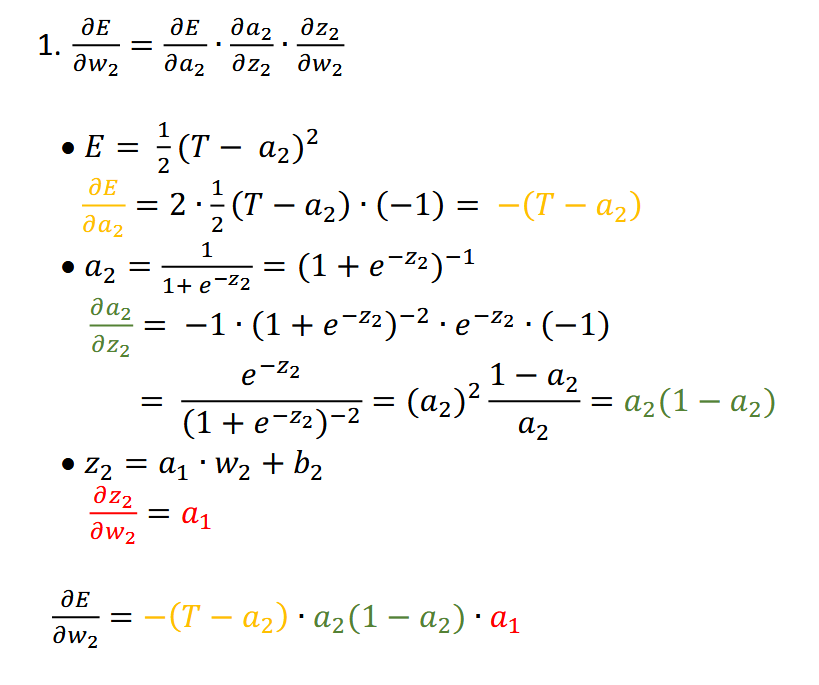 1. ∂E/∂w₂ = ∂E/∂a₂ · ∂a₂/∂z₂ · ∂z₂/∂w₂
• E = 1/2 (T − a₂)²
∂E/∂a₂ = 2 · 1/2 (T − a₂) · (−1) = −(T − a₂)
• a₂ = 1/(1 + e^(−z₂)) = (1 + e^(−z₂))^(−1)
∂a₂/∂z₂ = −1 · (1 + e^(−z₂))^(−2) · e^(−z₂) · (−1)
= e^(−z₂)/(1 + e^(−z₂))^(−2) = (a₂)² (1 − a₂)/a₂ = a₂(1 − a₂)
• z₂ = a₁ · w₂ + b₂
∂z₂/∂w₂ = a₁
∂E/∂w₂ = −(T − a₂) · a₂(1 − a₂) · a₁